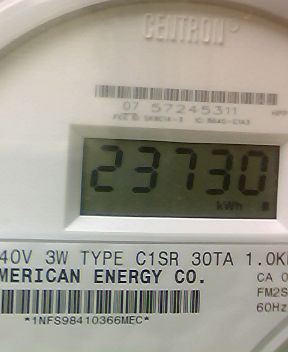 CENTRON
07 57245311
23730
kWh
40V 3W TYPE C1SR 30TA 1.0K
MERICAN ENERGY CO.
CA 0
FM2S
60Hz
*1NFS98410366MEC*